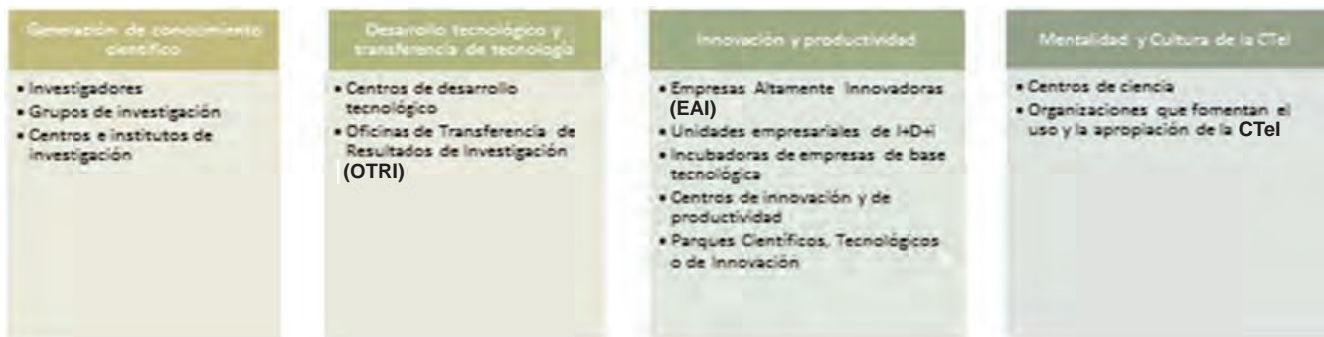 Generación de conocimiento
científico
• Investigadores
• Grupos de investigación
• Centros e institutos de
investigación
Desarrollo tecnológico y
transferencia de tecnología
• Centros de desarrollo
tecnológico
• Oficinas de Transferencia de
Resultados de Investigación
(OTRI)
Innovación y productividad
• Empresas Altamente Innovadoras
(EAI)
• Unidades empresariales de I+D+i
• Incubadoras de empresas de base
tecnológica
• Centros de innovación y de
productividad
• Parques Científicos, Tecnológicos
o de Innovación
Mentalidad y Cultura de la CTeI
• Centros de ciencia
• Organizaciones que fomentan el
uso y la apropiación de la CTeI